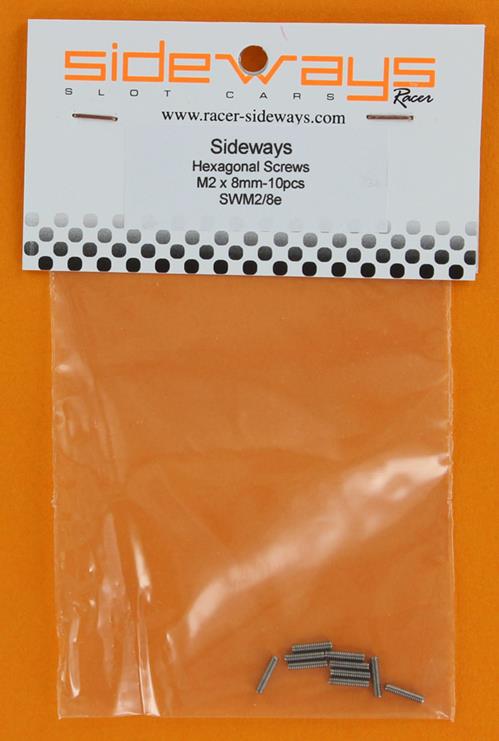 sideways
SLOT CARS Racer
www.racer-sideways.com
Sideways
Hexagonal Screws
M2 x 8mm-10pcs
SWM2/8e